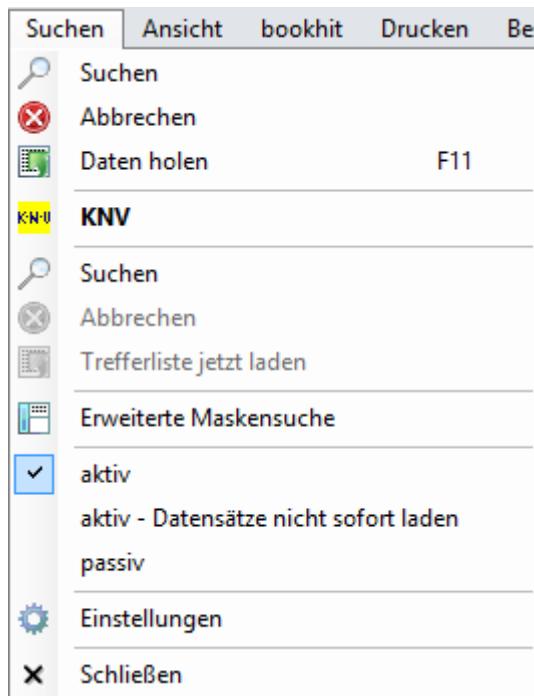 Suchen Ansicht bookhit Drucken Be
Suchen
Abbrechen
Daten holen F11
K·N·U KNV
Suchen
Abbrechen
Trefferliste jetzt laden
Erweiterte Maskensuche
aktiv
aktiv - Datensätze nicht sofort laden
passiv
Einstellungen
Schließen